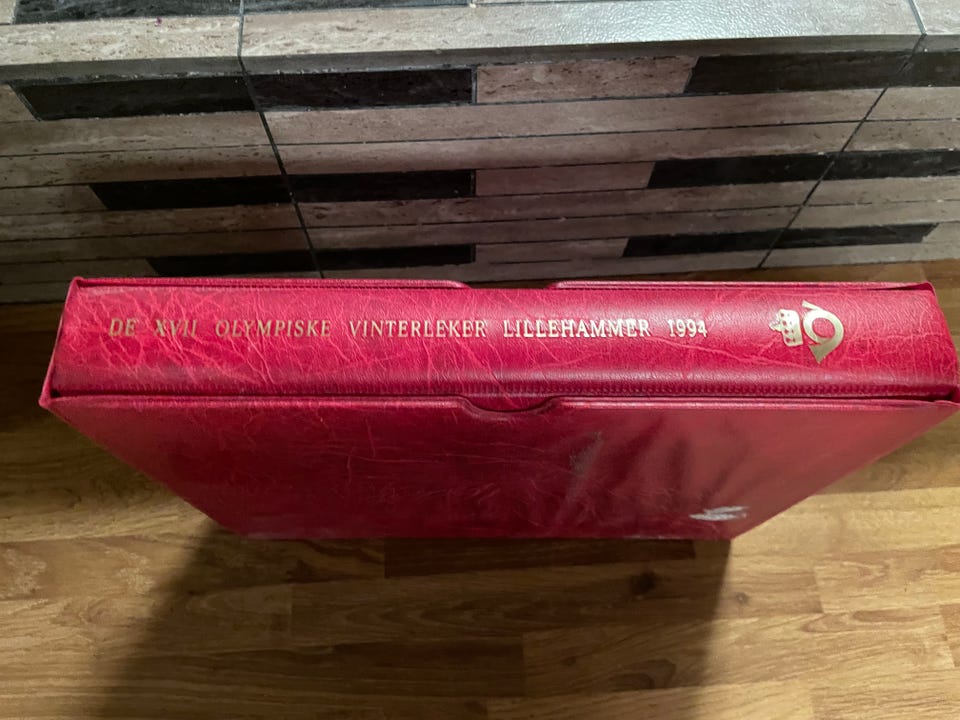 DE XVII OLYMPISKE VINTERLEKER LILLEHAMMER 1994